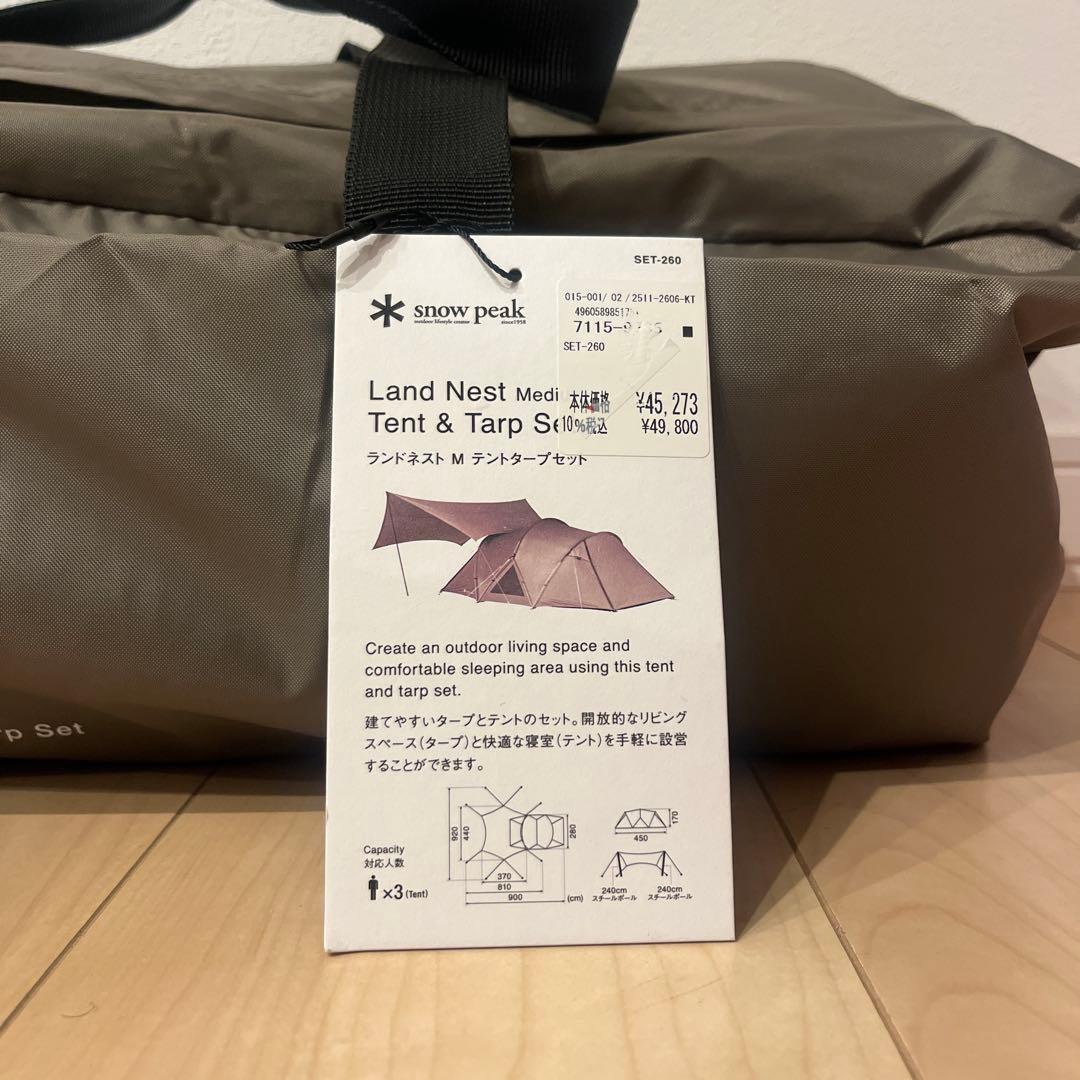 SET-260
snow peak
outdoor lifestyle creator since1958
015-001/ 02 /2511-2606-KT
SET-260
本体価格 ¥45,273
10%税込 ¥49,800
Land Nest
Tent & Tarp
ランドネスト M テントタープセット
Create an outdoor living space and
comfortable sleeping area using this tent
and tarp set.
建てやすいタープとテントのセット。開放的なリビング
スペース(タープ)と快適な寝室(テント)を手軽に設営
することができます。
Capacity
対応人数
×3(Tent)
920
440
370
810
900
280
(cm)
170
450
240cm
スチールポール
240cm
スチールポール
Set